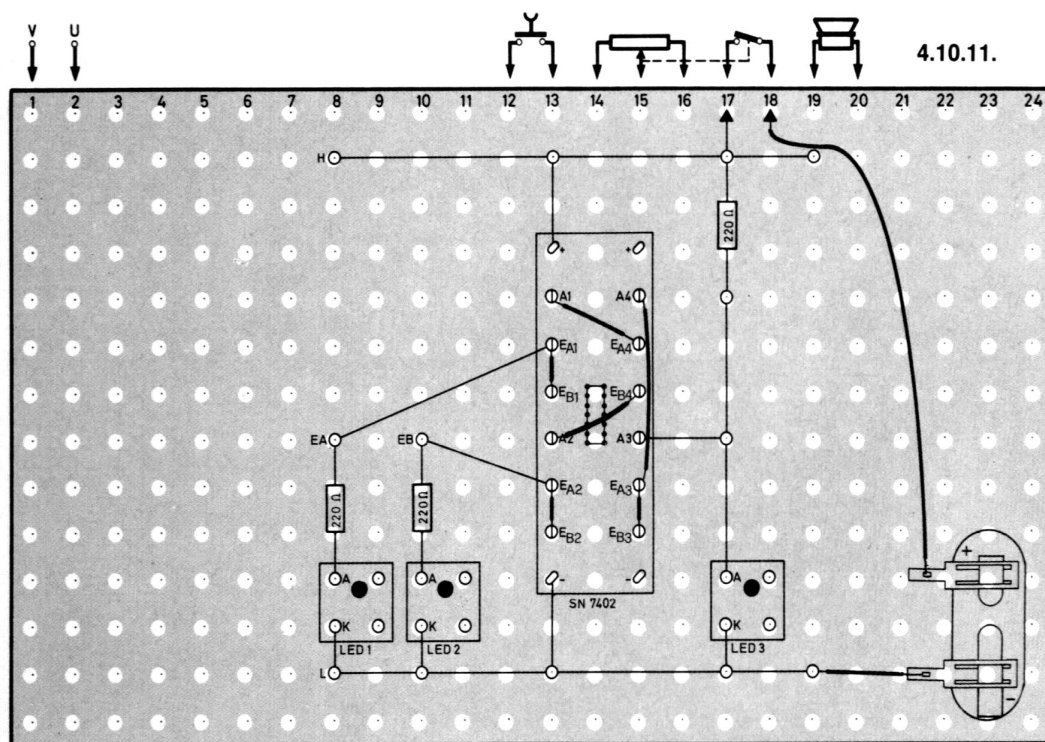 V U
4.10.11.
1 2 3 4 5 6 7 8 9 10 11 12 13 14 15 16 17 18 19 20 21 22 23 24
H
220 Ω
+ +
A1 A4
EA1 EA4
EB1 EB4
EA EB A2 A3
220 Ω 220 Ω EA2 EA3
EB2 EB3
+
A A - - A
SN 7402
K K K
LED 1 LED 2 LED 3
L
-